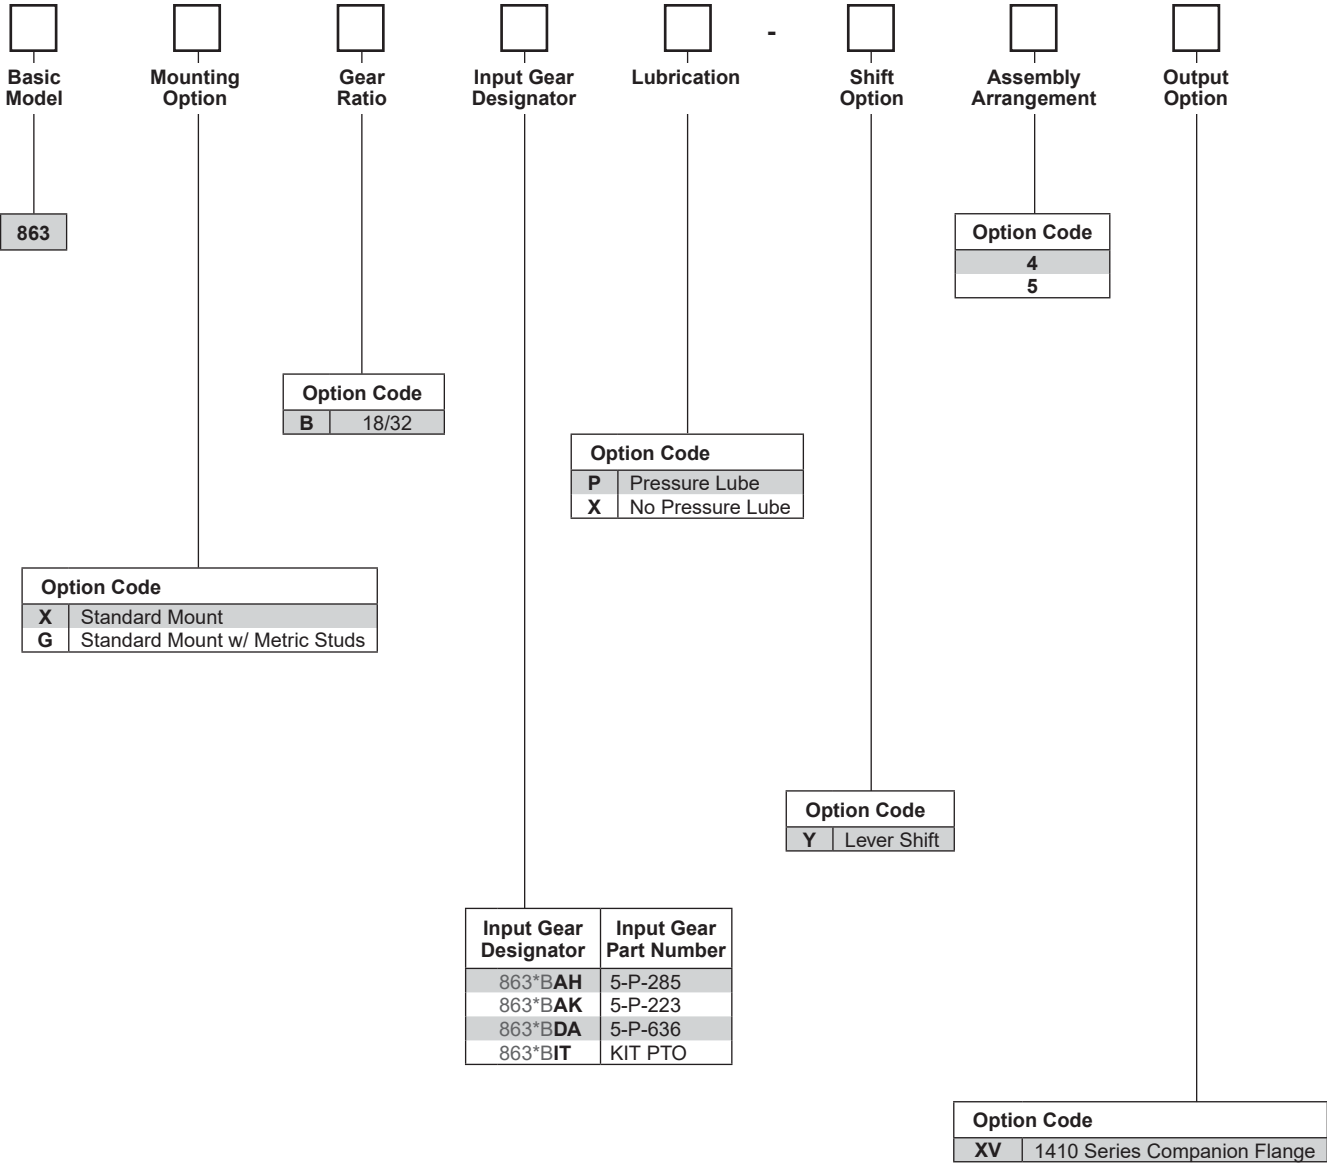 -
Basic Model
Mounting Option
Gear Ratio
Input Gear Designator
Lubrication
Shift Option
Assembly Arrangement
Output Option
863
Option Code
4
5
Option Code
B 18/32
Option Code
P Pressure Lube
X No Pressure Lube
Option Code
X Standard Mount
G Standard Mount w/ Metric Studs
Option Code
Y Lever Shift
Input Gear Designator Input Gear Part Number
863*BAH 5-P-285
863*BAK 5-P-223
863*BDA 5-P-636
863*BIT KIT PTO
Option Code
XV 1410 Series Companion Flange